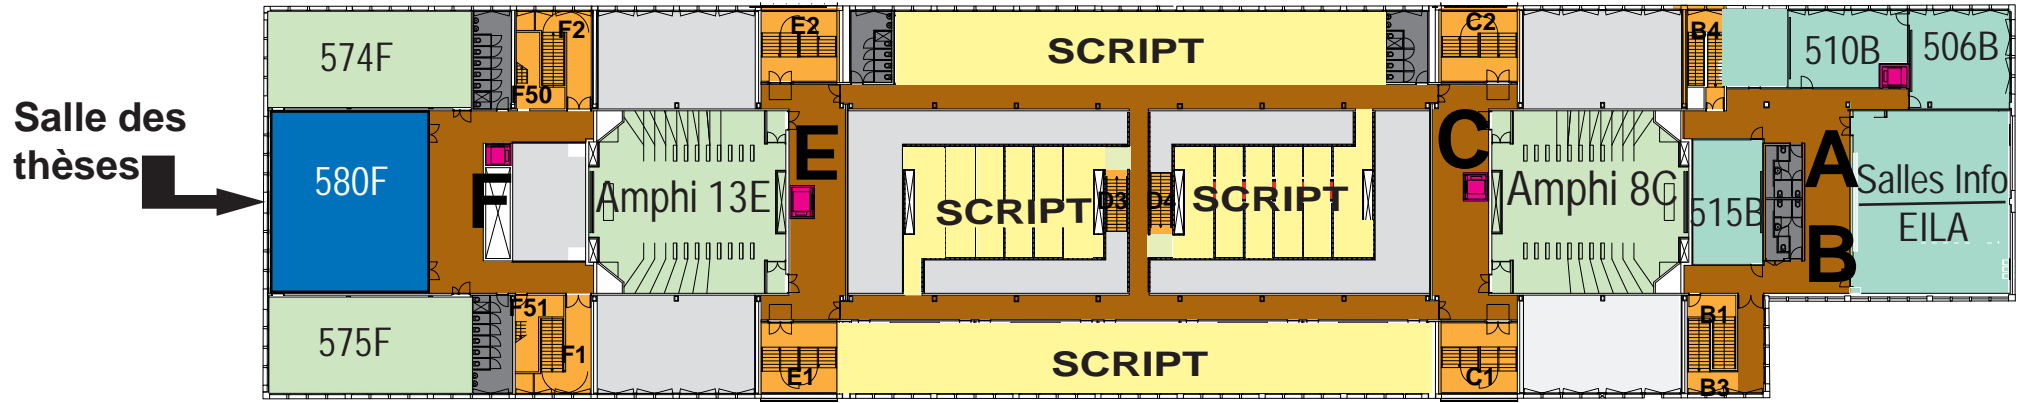 Salle des
thèses
574F
580F
575F
F2
F50
F
F51
F1
Amphi 13E
E2
E
E1
SCRIPT
SCRIPT
D3
D4
SCRIPT
SCRIPT
C2
C
C1
Amphi 8C
B4
510B
506B
515B
A
B
Salles Info
EILA
B1
B3